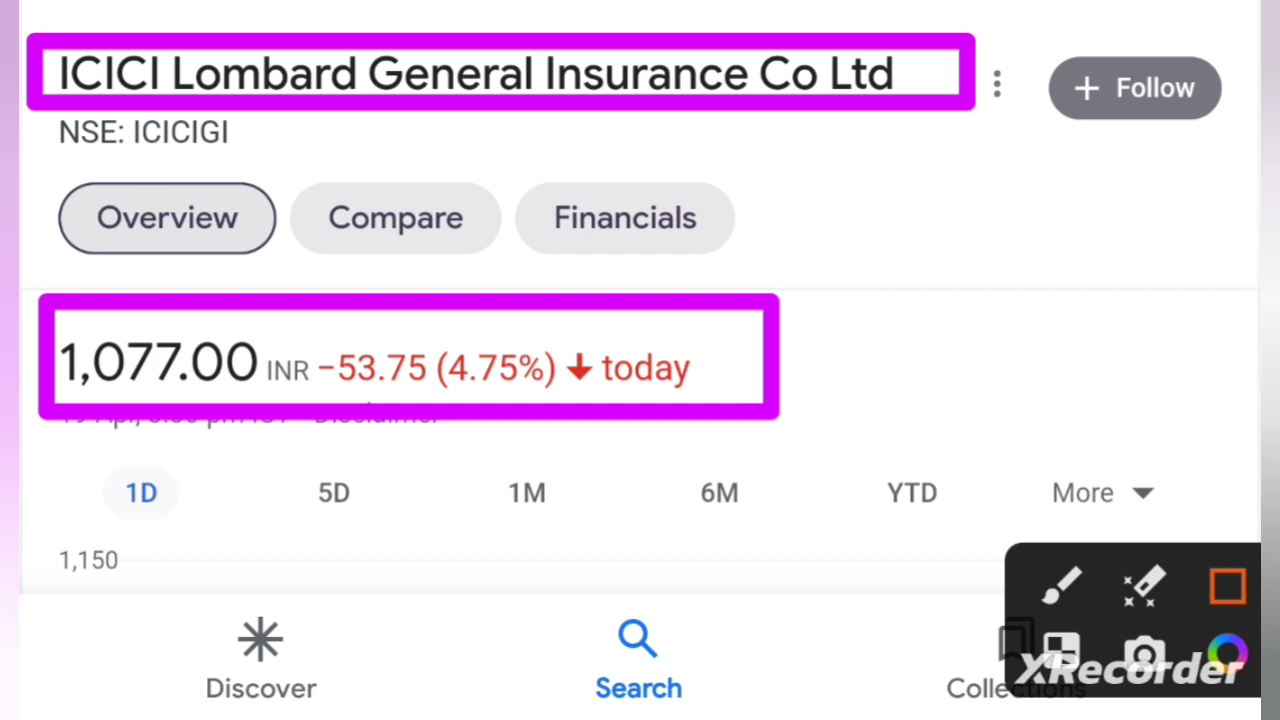 ICICI Lombard General Insurance Co Ltd
+ Follow
NSE: ICICIGI
Overview
Compare
Financials
1,077.00 INR −53.75 (4.75%) ↓ today
1D
5D
1M
6M
YTD
More
1,150
Discover
Search
Collections
XRecorder